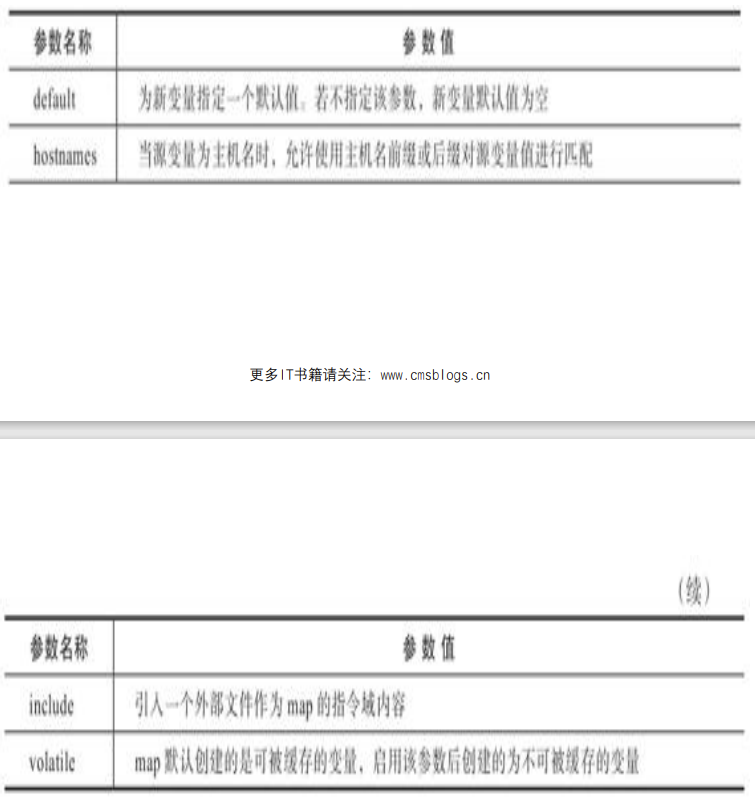 参数名称 参 数 值
default 为新变量指定一个默认值。若不指定该参数，新变量默认值为空
hostnames 当源变量为主机名时，允许使用主机名前缀或后缀对源变量值进行匹配
更多IT书籍请关注：www.cmsblogs.cn
（续）
参数名称 参 数 值
include 引入一个外部文件作为 map 的指令域内容
volatile map 默认创建的是可被缓存的变量，启用该参数后创建的为不可被缓存的变量